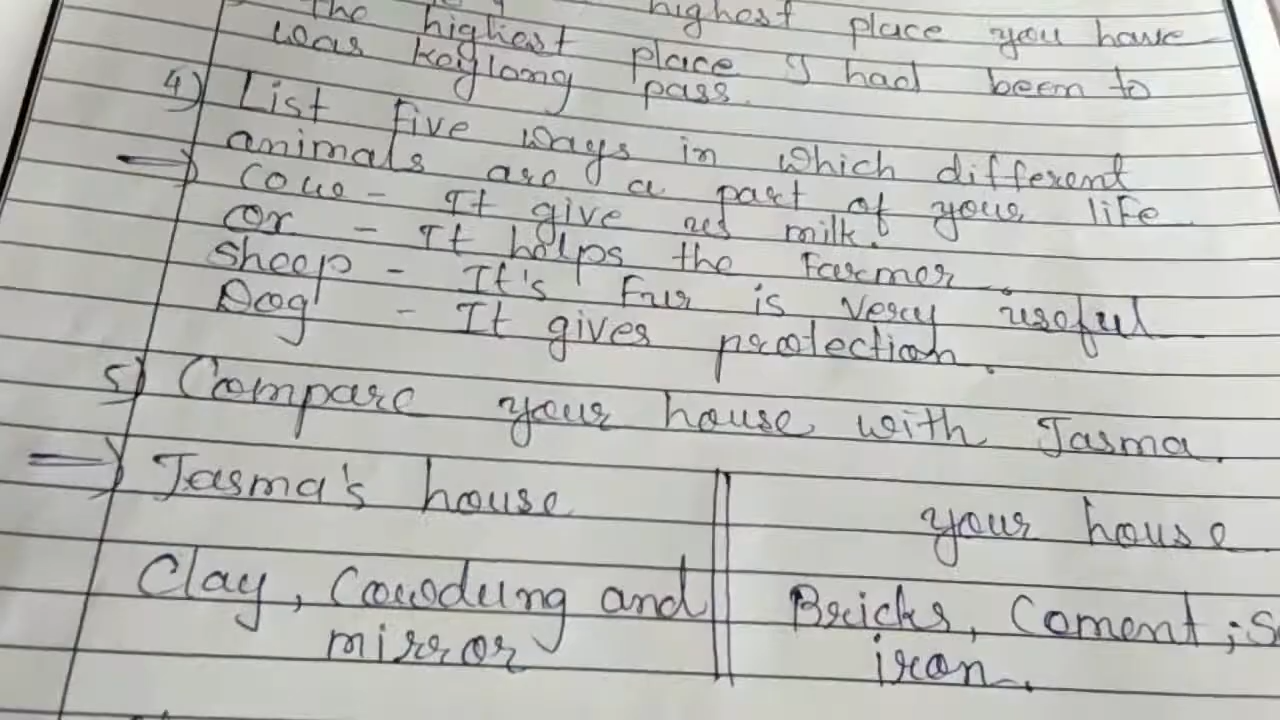 highest place you have
The highest place I had been to
was Keylong pass.
4) List five ways in which different
animals are a part of your life
Cow - It give us milk.
Ox - It helps the farmer.
Sheep - It's Fur is very useful
Dog - It gives protection.
5) Compare your house with Jasma.
Jasma's house
your house
Clay, Cowdung and
mirror
Bricks, Cement, S
iron.